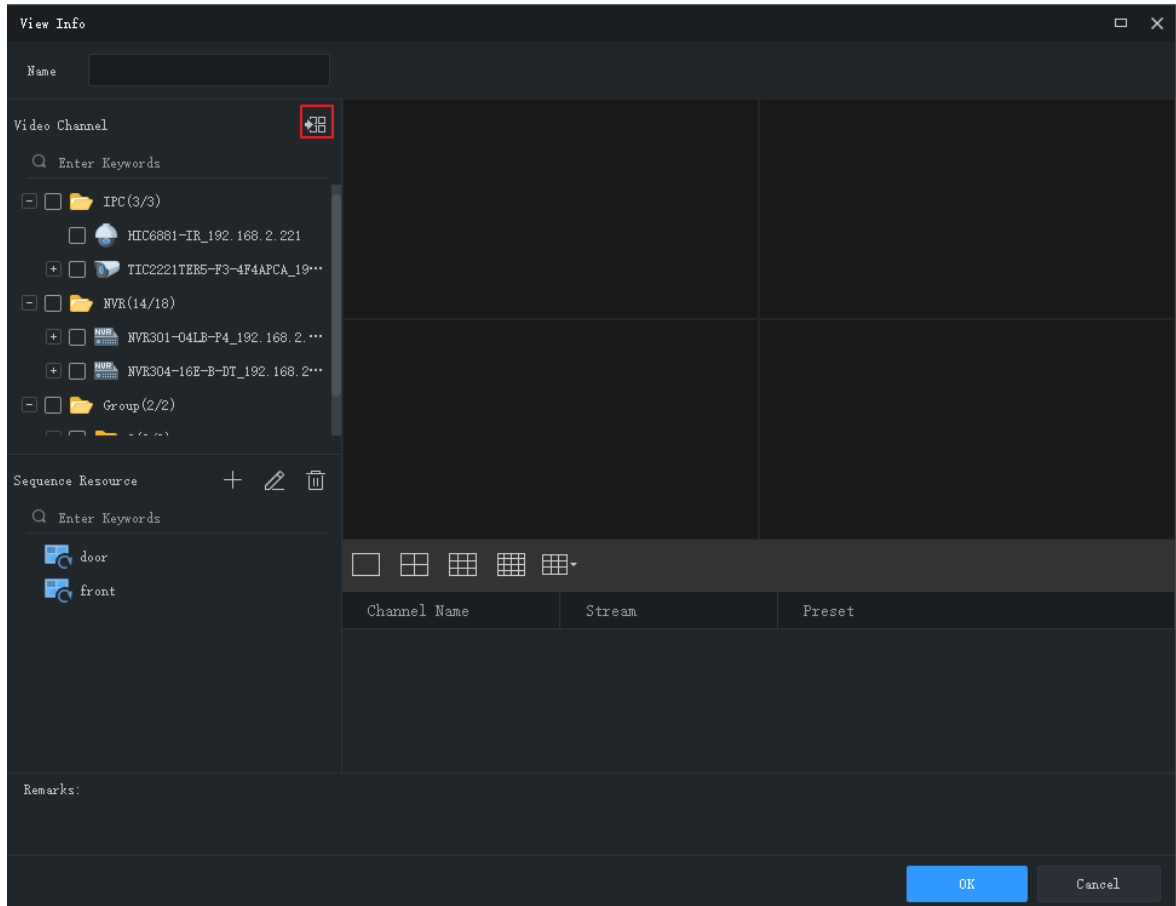 View Info
Name
Video Channel
Enter Keywords
IPC(3/3)
HIC6881-IR_192.168.2.221
TIC2221TER5-F3-4F4APCA_19···
NVR(14/18)
NVR301-04LB-P4_192.168.2.···
NVR304-16E-B-DT_192.168.2···
Group(2/2)
Sequence Resource
Enter Keywords
door
front
Channel Name Stream Preset
Remarks:
OK Cancel